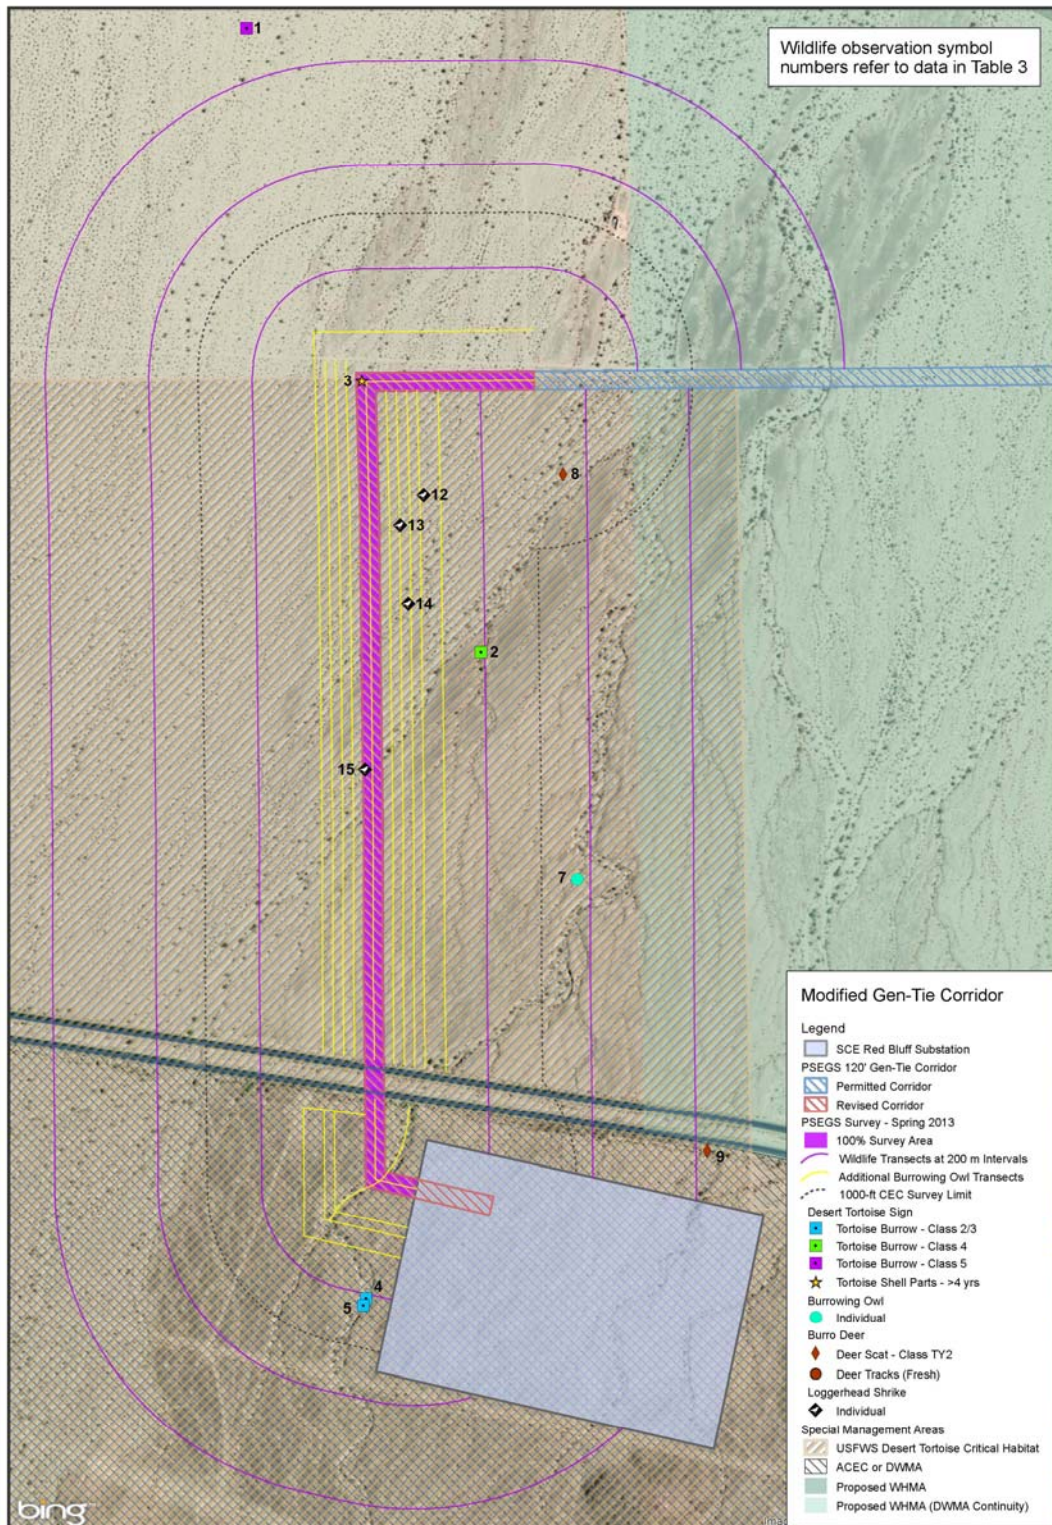 1
Wildlife observation symbol
numbers refer to data in Table 3
3
8
12
13
14
2
15
7
9
4
5
Modified Gen-Tie Corridor
Legend
SCE Red Bluff Substation
PSEGS 120' Gen-Tie Corridor
Permitted Corridor
Revised Corridor
PSEGS Survey - Spring 2013
100% Survey Area
Wildlife Transects at 200 m Intervals
Additional Burrowing Owl Transects
1000-ft CEC Survey Limit
Desert Tortoise Sign
Tortoise Burrow - Class 2/3
Tortoise Burrow - Class 4
Tortoise Burrow - Class 5
Tortoise Shell Parts - >4 yrs
Burrowing Owl
Individual
Burro Deer
Deer Scat - Class TY2
Deer Tracks (Fresh)
Loggerhead Shrike
Individual
Special Management Areas
USFWS Desert Tortoise Critical Habitat
ACEC or DWMA
Proposed WHMA
Proposed WHMA (DWMA Continuity)
bing